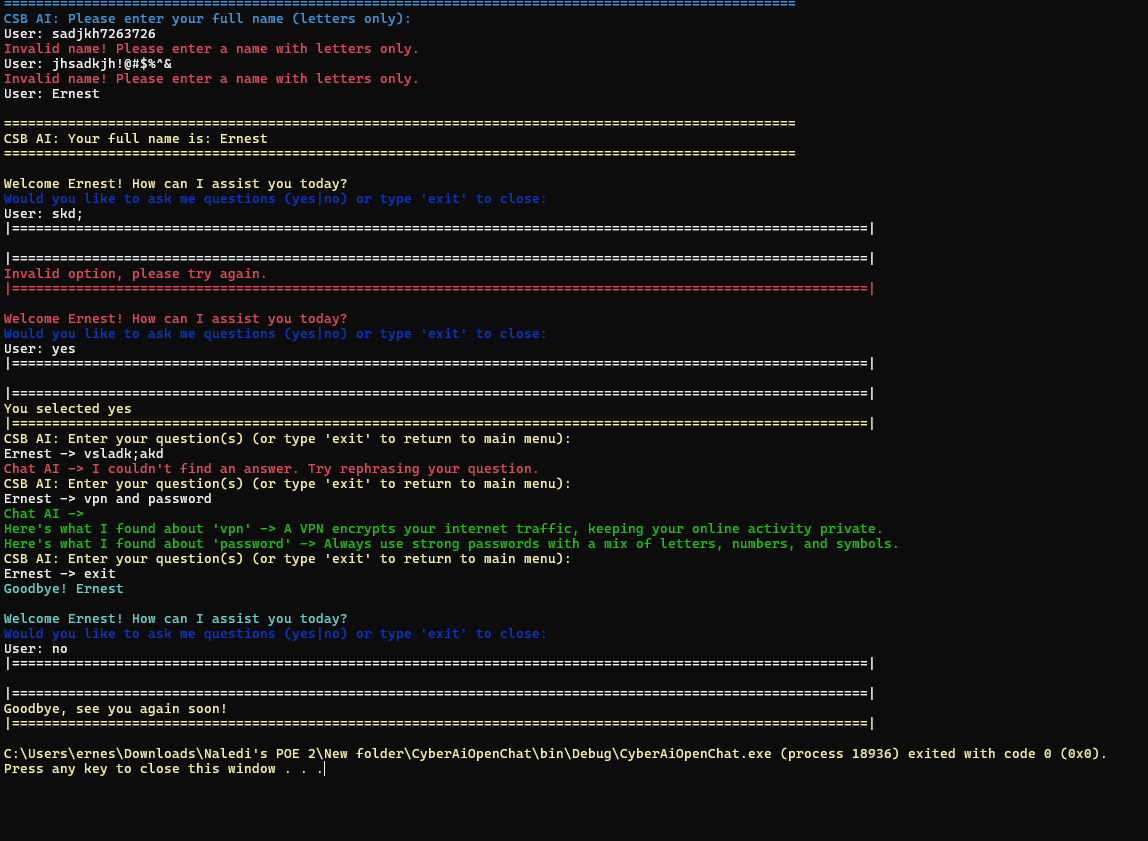 ===================================================================================================
CSB AI: Please enter your full name (letters only):
User: sadjkh7263726
Invalid name! Please enter a name with letters only.
User: jhsadkjh!@#$%^&
Invalid name! Please enter a name with letters only.
User: Ernest
===================================================================================================
CSB AI: Your full name is: Ernest
===================================================================================================
Welcome Ernest! How can I assist you today?
Would you like to ask me questions (yes|no) or type 'exit' to close:
User: skd;
|===========================================================================================================|
|===========================================================================================================|
Invalid option, please try again.
|===========================================================================================================|
Welcome Ernest! How can I assist you today?
Would you like to ask me questions (yes|no) or type 'exit' to close:
User: yes
|===========================================================================================================|
|===========================================================================================================|
You selected yes
|===========================================================================================================|
CSB AI: Enter your question(s) (or type 'exit' to return to main menu):
Ernest -> vsladk;akd
Chat AI -> I couldn't find an answer. Try rephrasing your question.
CSB AI: Enter your question(s) (or type 'exit' to return to main menu):
Ernest -> vpn and password
Chat AI ->
Here's what I found about 'vpn' -> A VPN encrypts your internet traffic, keeping your online activity private.
Here's what I found about 'password' -> Always use strong passwords with a mix of letters, numbers, and symbols.
CSB AI: Enter your question(s) (or type 'exit' to return to main menu):
Ernest -> exit
Goodbye! Ernest
Welcome Ernest! How can I assist you today?
Would you like to ask me questions (yes|no) or type 'exit' to close:
User: no
|===========================================================================================================|
|===========================================================================================================|
Goodbye, see you again soon!
|===========================================================================================================|
C:\Users\ernes\Downloads\Naledi's POE 2\New folder\CyberAiOpenChat\bin\Debug\CyberAiOpenChat.exe (process 18936) exited with code 0 (0x0).
Press any key to close this window . . .